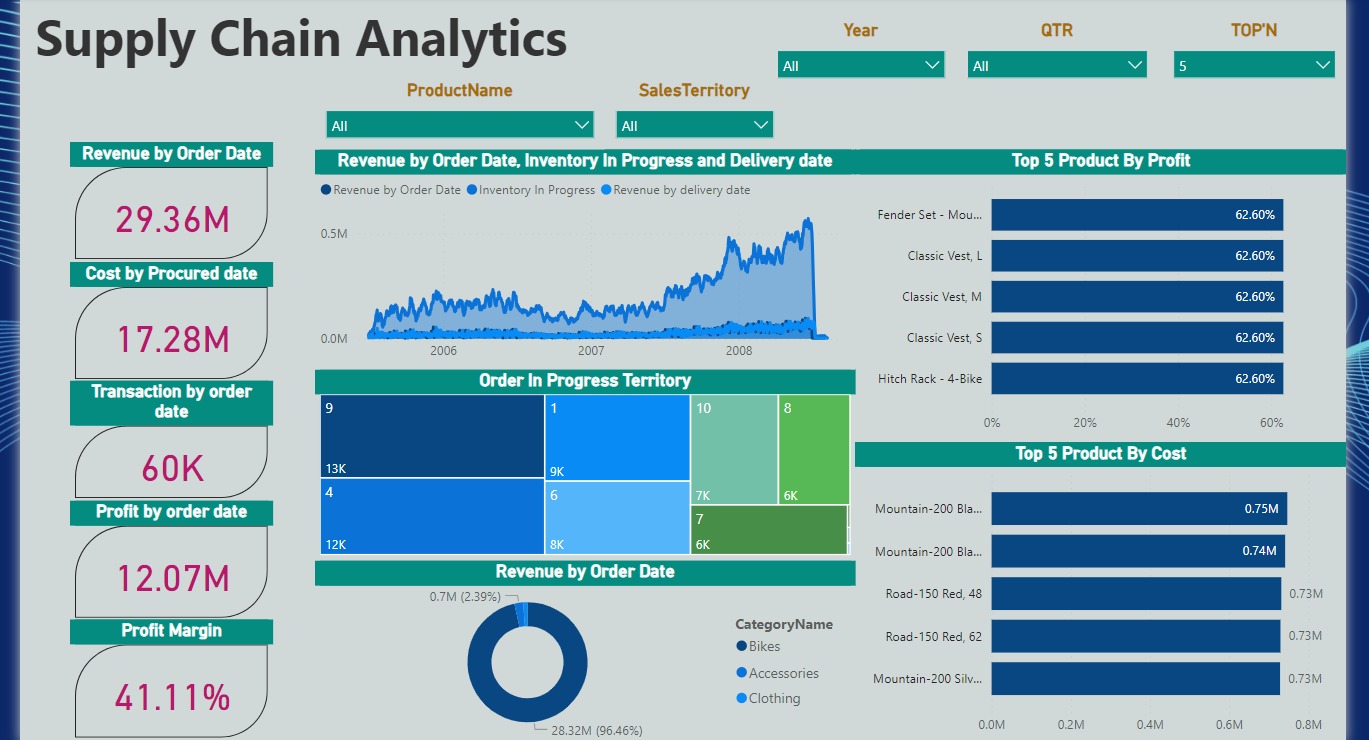 Supply Chain Analytics
Year
QTR
TOP'N
All
All
5
ProductName
SalesTerritory
All
All
Revenue by Order Date
29.36M
Cost by Procured date
17.28M
Transaction by order
date
60K
Profit by order date
12.07M
Profit Margin
41.11%
Revenue by Order Date, Inventory In Progress and Delivery date
Revenue by Order Date
Inventory In Progress
Revenue by delivery date
0.5M
0.0M
2006
2007
2008
Order In Progress Territory
9
13K
4
12K
1
9K
6
8K
10
7K
8
6K
7
6K
Revenue by Order Date
0.7M (2.39%)
28.32M (96.46%)
CategoryName
Bikes
Accessories
Clothing
Top 5 Product By Profit
Fender Set - Mou...
62.60%
Classic Vest, L
62.60%
Classic Vest, M
62.60%
Classic Vest, S
62.60%
Hitch Rack - 4-Bike
62.60%
0%
20%
40%
60%
Top 5 Product By Cost
Mountain-200 Bla...
0.75M
Mountain-200 Bla...
0.74M
Road-150 Red, 48
0.73M
Road-150 Red, 62
0.73M
Mountain-200 Silv...
0.73M
0.0M
0.2M
0.4M
0.6M
0.8M